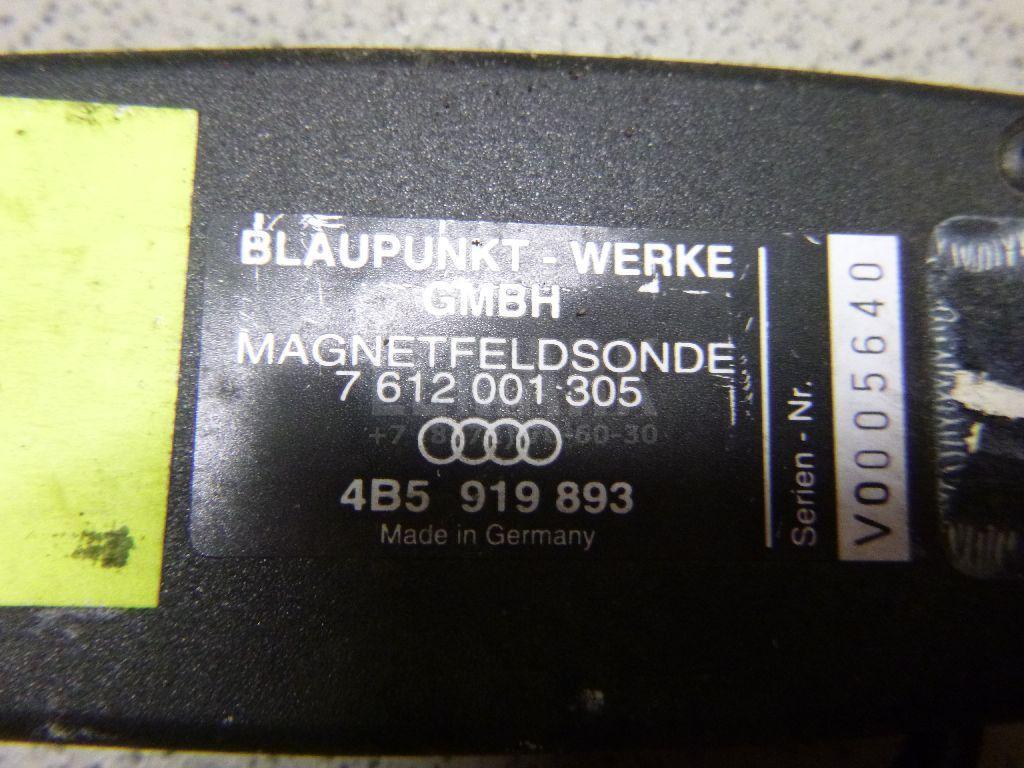 BLAUPUNKT - WERKE
GMBH
MAGNETFELDSONDE
7 612 001 305
4B5 919 893
Made in Germany
Serien - Nr.
V0005640